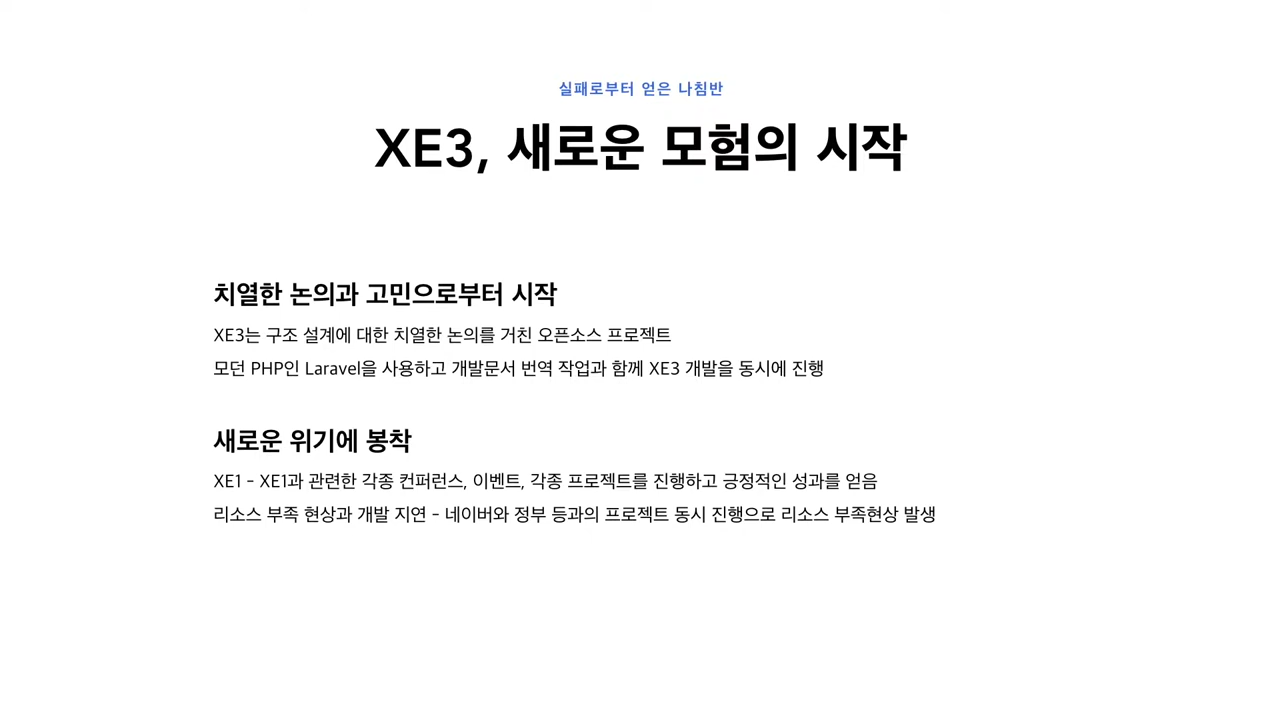 실패로부터 얻은 나침반
XE3, 새로운 모험의 시작
치열한 논의과 고민으로부터 시작
XE3는 구조 설계에 대한 치열한 논의를 거친 오픈소스 프로젝트
모던 PHP인 Laravel을 사용하고 개발문서 번역 작업과 함께 XE3 개발을 동시에 진행
새로운 위기에 봉착
XE1 - XE1과 관련한 각종 컨퍼런스, 이벤트, 각종 프로젝트를 진행하고 긍정적인 성과를 얻음
리소스 부족 현상과 개발 지연 - 네이버와 정부 등과의 프로젝트 동시 진행으로 리소스 부족현상 발생